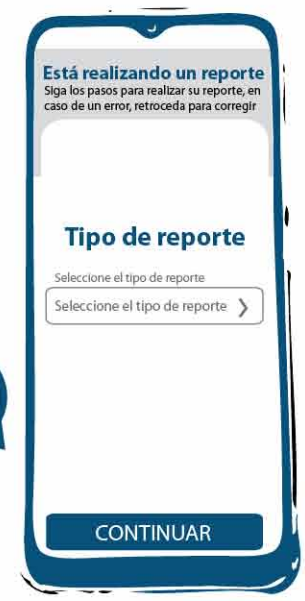 Está realizando un reporte
Siga los pasos para realizar su reporte, en
caso de un error, retroceda para corregir
Tipo de reporte
Seleccione el tipo de reporte
Seleccione el tipo de reporte
CONTINUAR